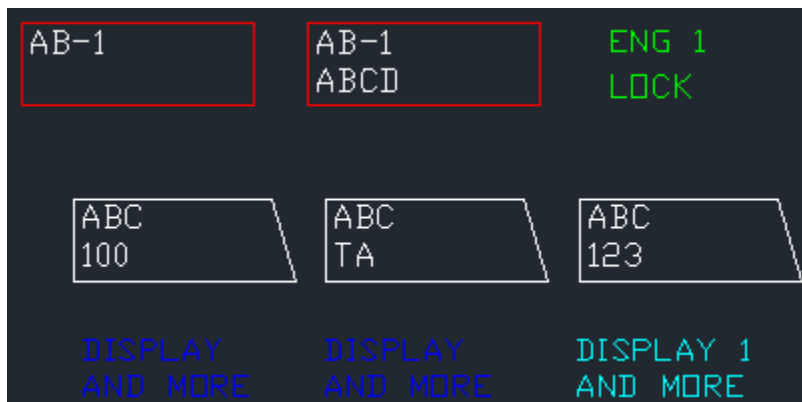 AB-1
AB-1
ABCD
ENG 1
LOCK
ABC
100
ABC
TA
ABC
123
DISPLAY
AND MORE
DISPLAY
AND MORE
DISPLAY 1
AND MORE